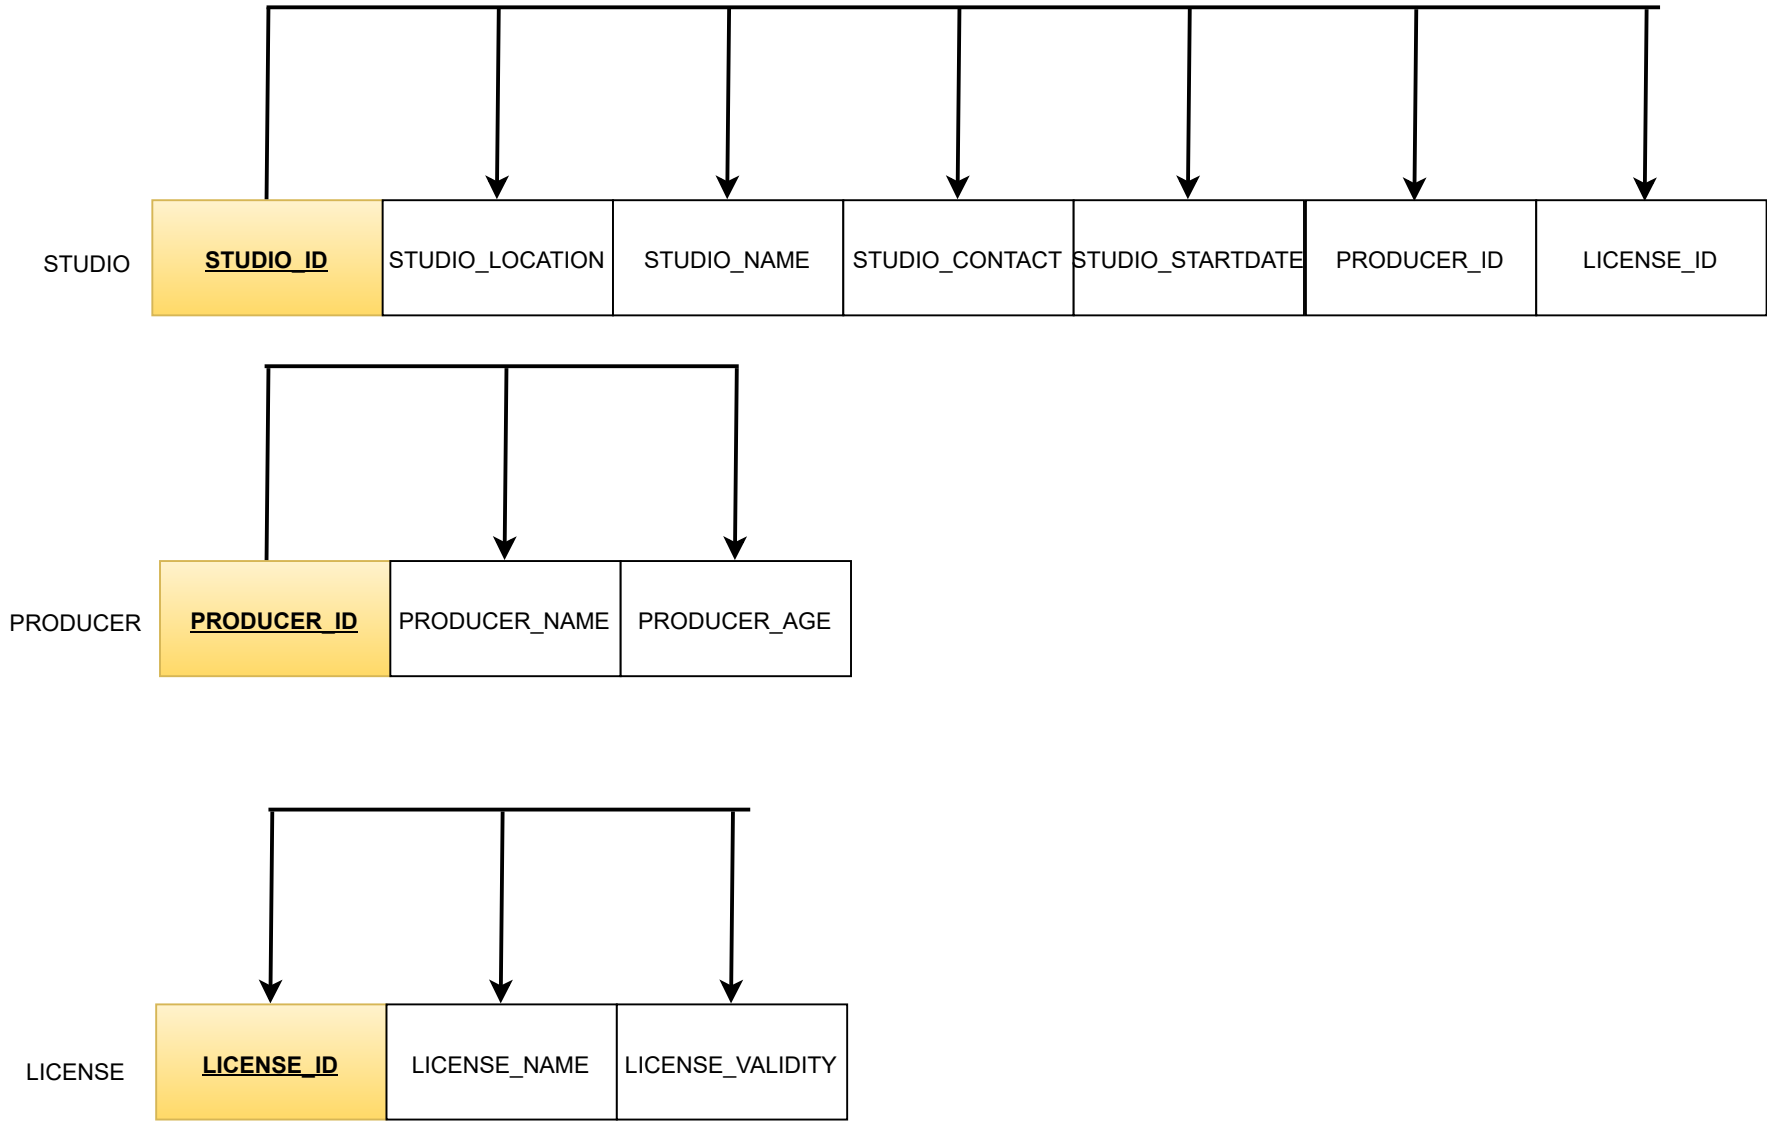 STUDIO
STUDIO_ID
STUDIO_LOCATION
STUDIO_NAME
STUDIO_CONTACT
STUDIO_STARTDATE
PRODUCER_ID
LICENSE_ID
PRODUCER
PRODUCER_ID
PRODUCER_NAME
PRODUCER_AGE
LICENSE
LICENSE_ID
LICENSE_NAME
LICENSE_VALIDITY